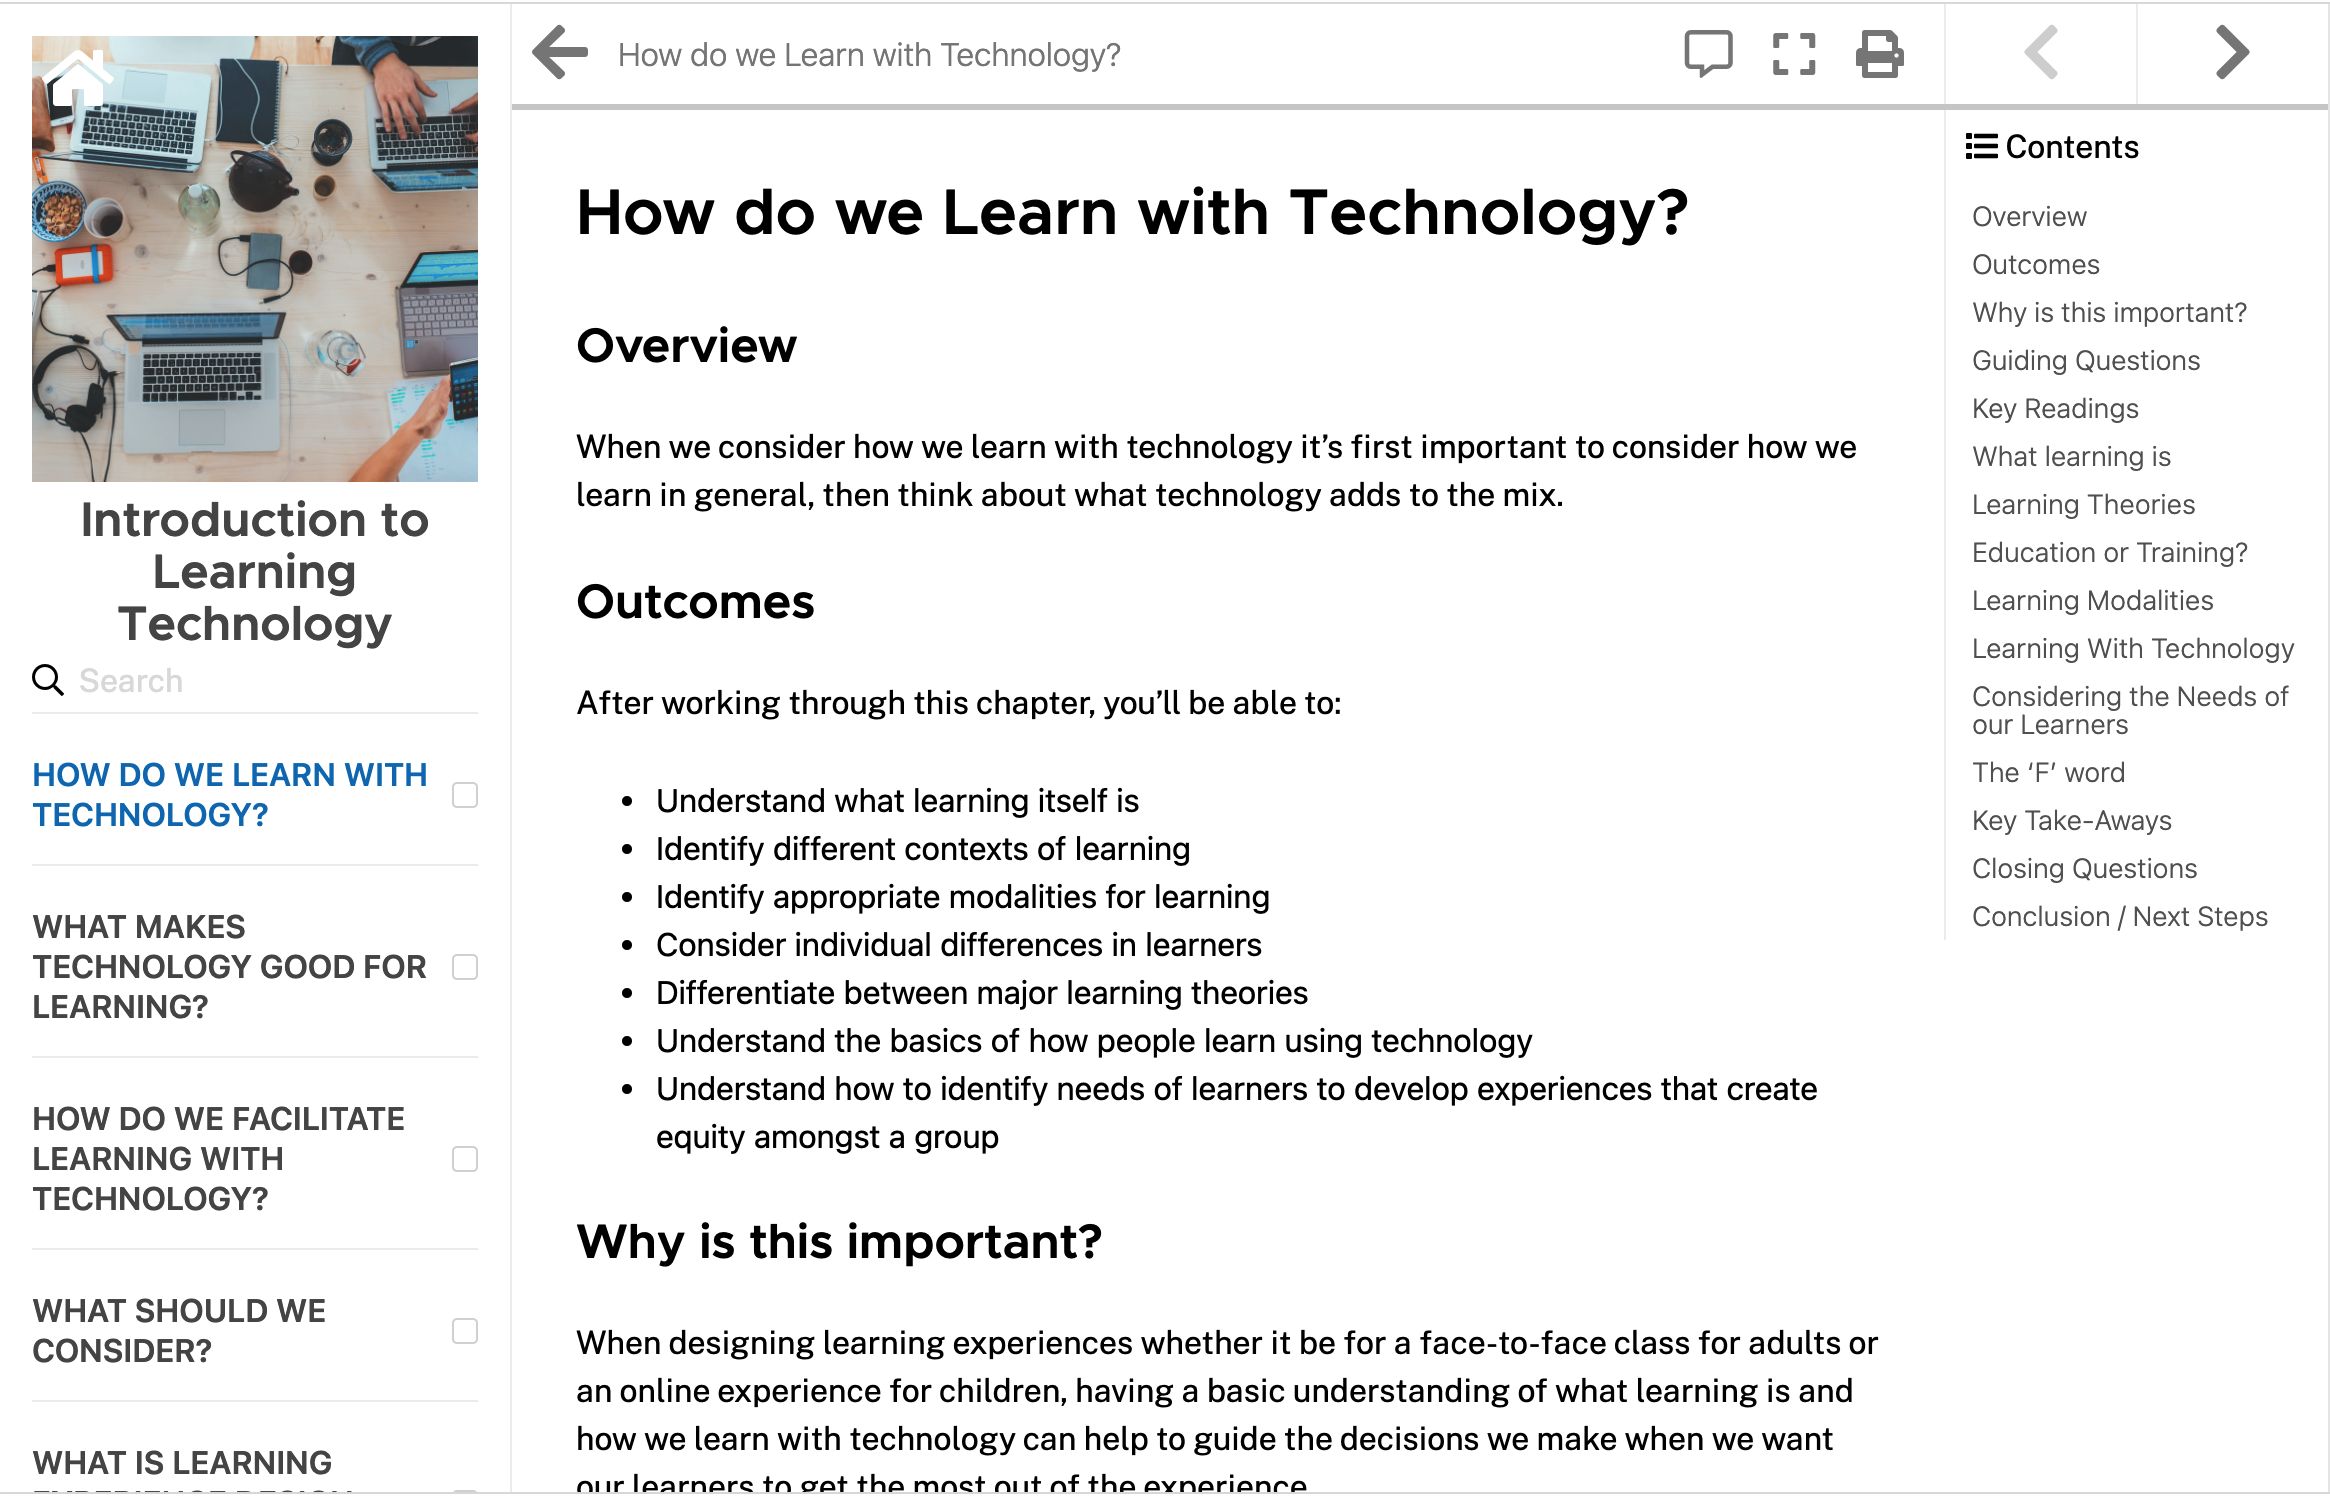 Introduction to
Learning
Technology
Search
HOW DO WE LEARN WITH
TECHNOLOGY?
WHAT MAKES
TECHNOLOGY GOOD FOR
LEARNING?
HOW DO WE FACILITATE
LEARNING WITH
TECHNOLOGY?
WHAT SHOULD WE
CONSIDER?
WHAT IS LEARNING
EXPERIENCE DESIGN
How do we Learn with Technology?
How do we Learn with Technology?
Overview
When we consider how we learn with technology it’s first important to consider how we
learn in general, then think about what technology adds to the mix.
Outcomes
After working through this chapter, you’ll be able to:
• Understand what learning itself is
• Identify different contexts of learning
• Identify appropriate modalities for learning
• Consider individual differences in learners
• Differentiate between major learning theories
• Understand the basics of how people learn using technology
• Understand how to identify needs of learners to develop experiences that create
equity amongst a group
Why is this important?
When designing learning experiences whether it be for a face-to-face class for adults or
an online experience for children, having a basic understanding of what learning is and
how we learn with technology can help to guide the decisions we make when we want
our learners to get the most out of the experience
Contents
Overview
Outcomes
Why is this important?
Guiding Questions
Key Readings
What learning is
Learning Theories
Education or Training?
Learning Modalities
Learning With Technology
Considering the Needs of
our Learners
The ‘F’ word
Key Take-Aways
Closing Questions
Conclusion / Next Steps